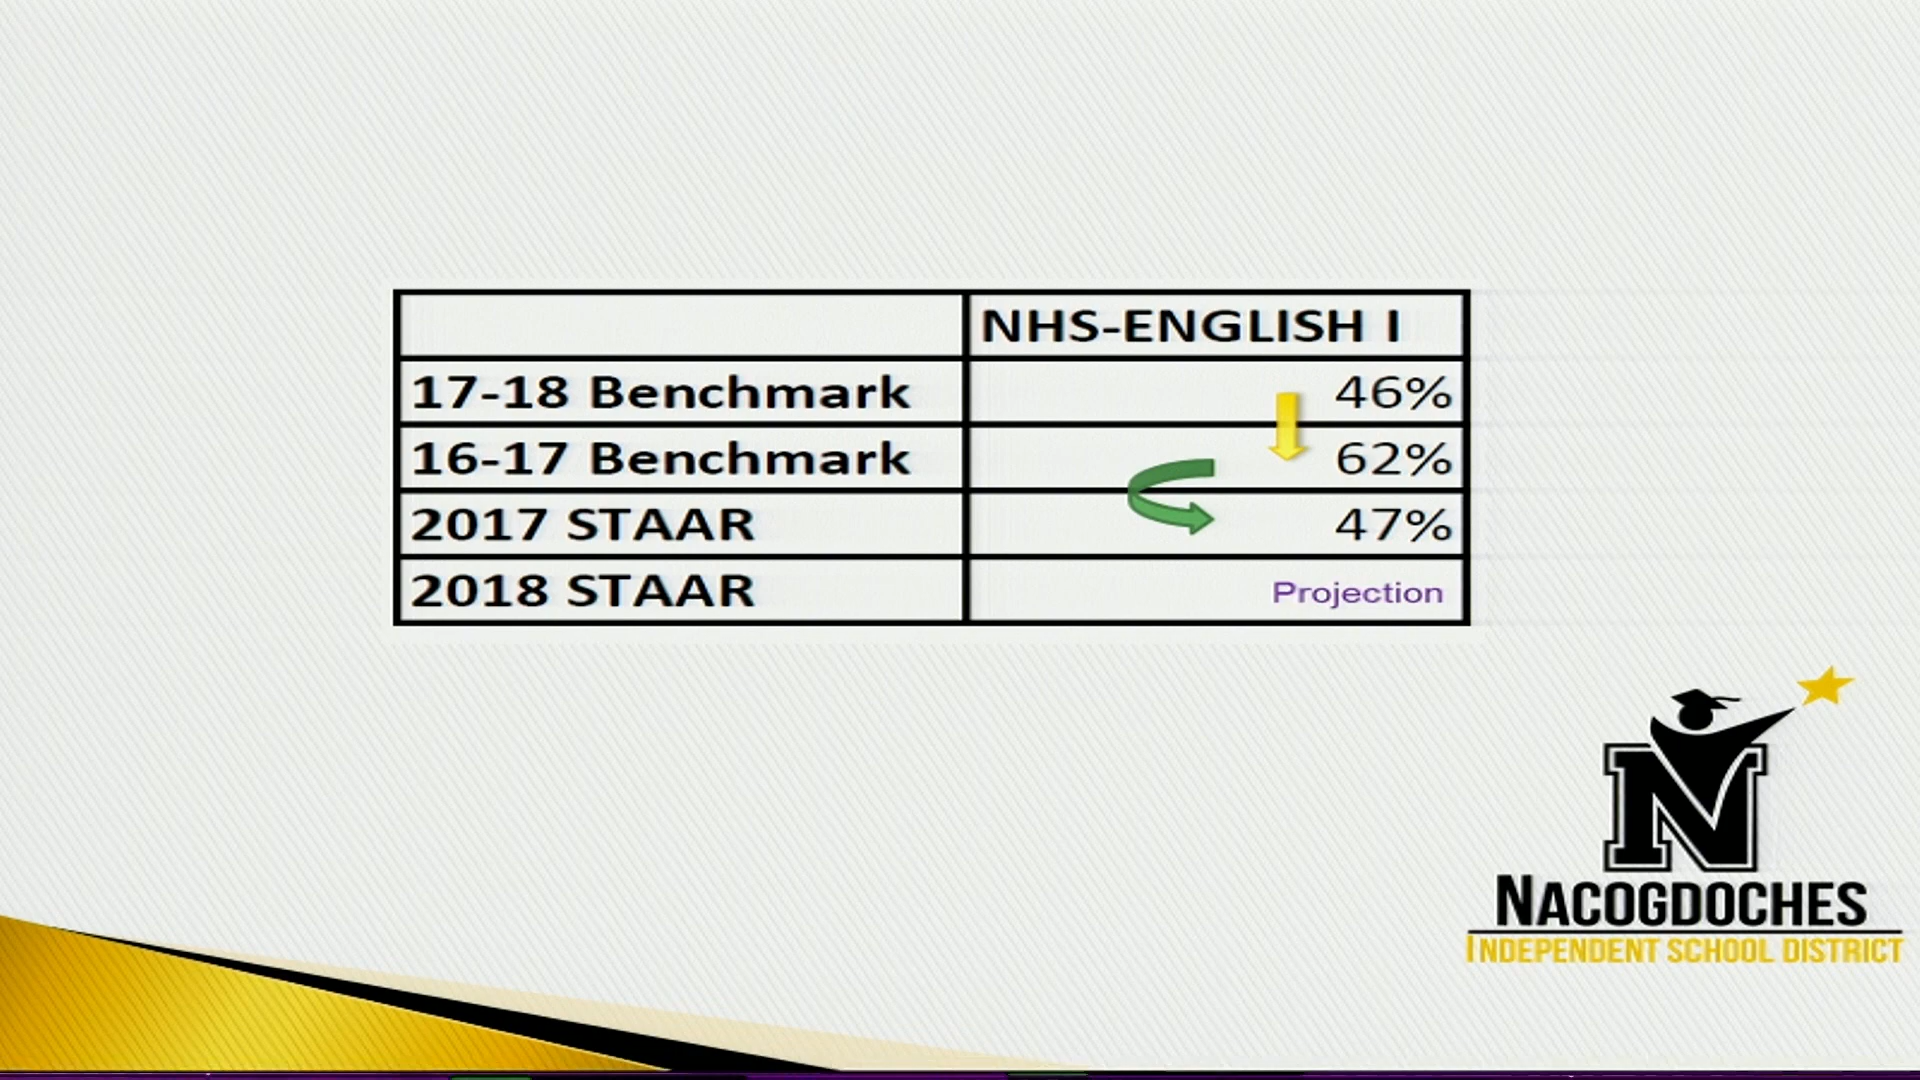 NHS-ENGLISH I
17-18 Benchmark 46%
16-17 Benchmark 62%
2017 STAAR 47%
2018 STAAR Projection
N
NACOGDOCHES
INDEPENDENT SCHOOL DISTRICT